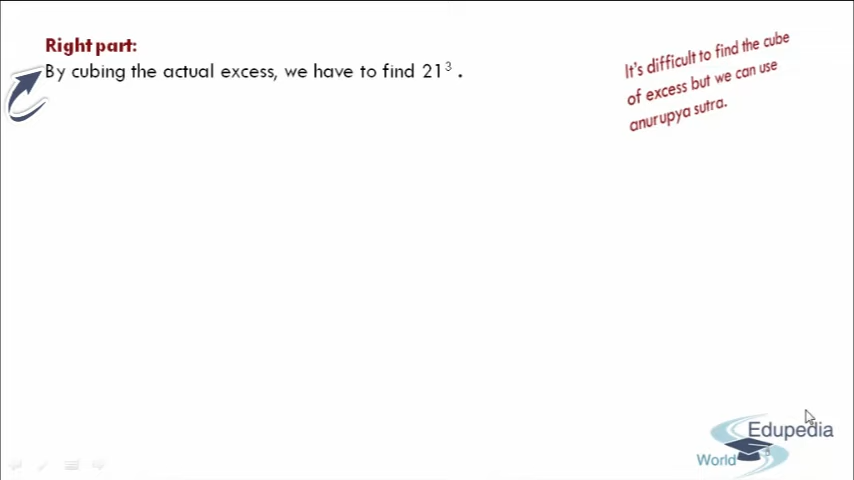 Right part:
By cubing the actual excess, we have to find 21³ .
It's difficult to find the cube
of excess but we can use
anurupya sutra.
Edupedia
World